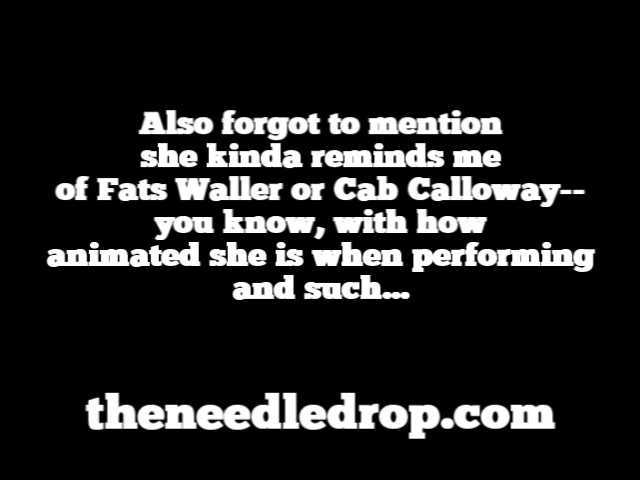 Also forgot to mention
she kinda reminds me
of Fats Waller or Cab Calloway--
you know, with how
animated she is when performing
and such...
theneedledrop.com